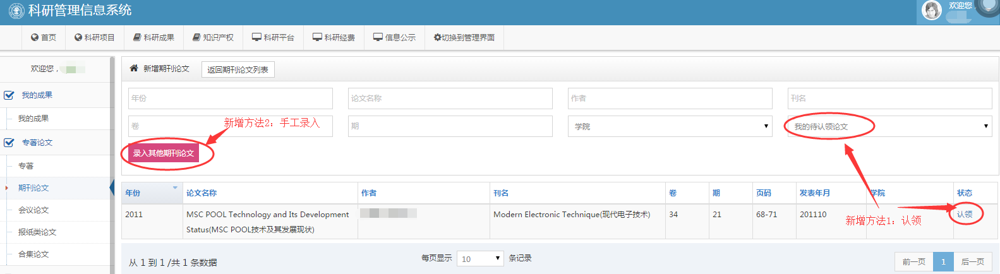 科研管理信息系统
欢迎您，
首页 科研项目 科研成果 知识产权 科研平台 科研经费 信息公示 切换到管理界面
欢迎您，
我的成果
我的成果
专著论文
专著
期刊论文
会议论文
报纸类论文
合集论文
新增期刊论文 返回期刊论文列表
年份 论文名称 作者 刊名
卷 新增方法2：手工录入 期 学院 我的待认领论文
录入其他期刊论文
年份 论文名称 作者 刊名 卷 期 页码 发表年月 学院 状态
2011 MSC POOL Technology and Its Development Modern Electronic Technique(现代电子技术) 34 21 68-71 201110 认领
Status(MSC POOL技术及其发展现状)
新增方法1：认领
从 1 到 1 /共 1 条数据 每页显示 10 条记录 前一页 1 后一页